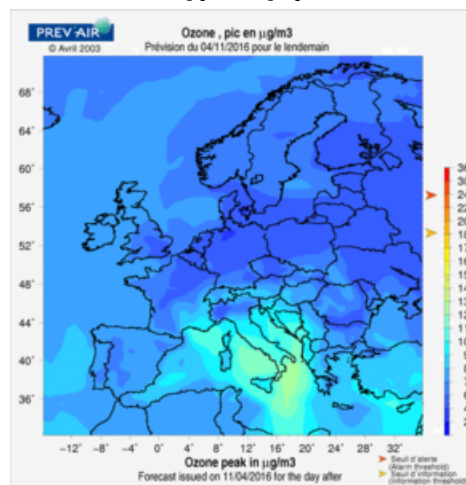 PREV'AIR
© Avril 2003
Ozone , pic en µg/m3
Prévision du 04/11/2016 pour le lendemain
68°
64°
60°
56°
52°
48°
44°
40°
36°
−12° −8° −4° 0° 4° 8° 12° 16° 20° 24° 28° 32°
Ozone peak in µg/m3
Forecast issued on 11/04/2016 for the day after
Seuil d'alerte
(Alarm threshold)
Seuil d'information
(Information threshold)